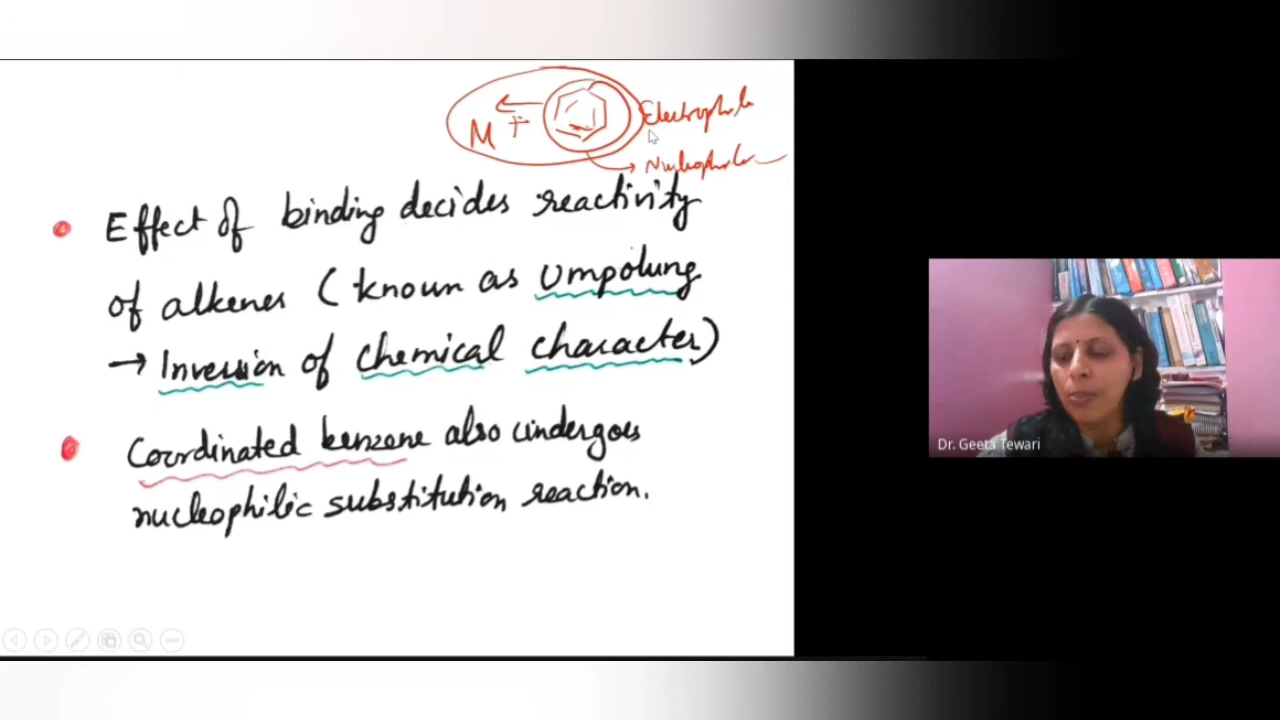 M +
Electrophile
Nucleophile
Effect of binding decides reactivity
of alkenes (known as Umpolung
→ Inversion of chemical character)
Coordinated benzene also undergoes
nucleophilic substitution reaction.
Dr. Geeta Tewari